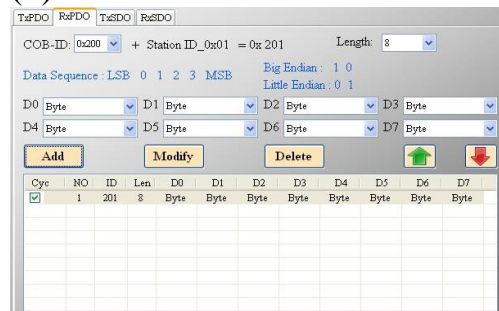 TxPDO RxPDO TxSDO RxSDO
COB-ID: 0x200 + Station ID_0x01 = 0x 201 Length: 8
Data Sequence : LSB 0 1 2 3 MSB
Big Endian : 1 0
Little Endian : 0 1
D0 Byte D1 Byte D2 Byte D3 Byte
D4 Byte D5 Byte D6 Byte D7 Byte
Add Modify Delete
Cyc NO ID Len D0 D1 D2 D3 D4 D5 D6 D7
1 201 8 Byte Byte Byte Byte Byte Byte Byte Byte